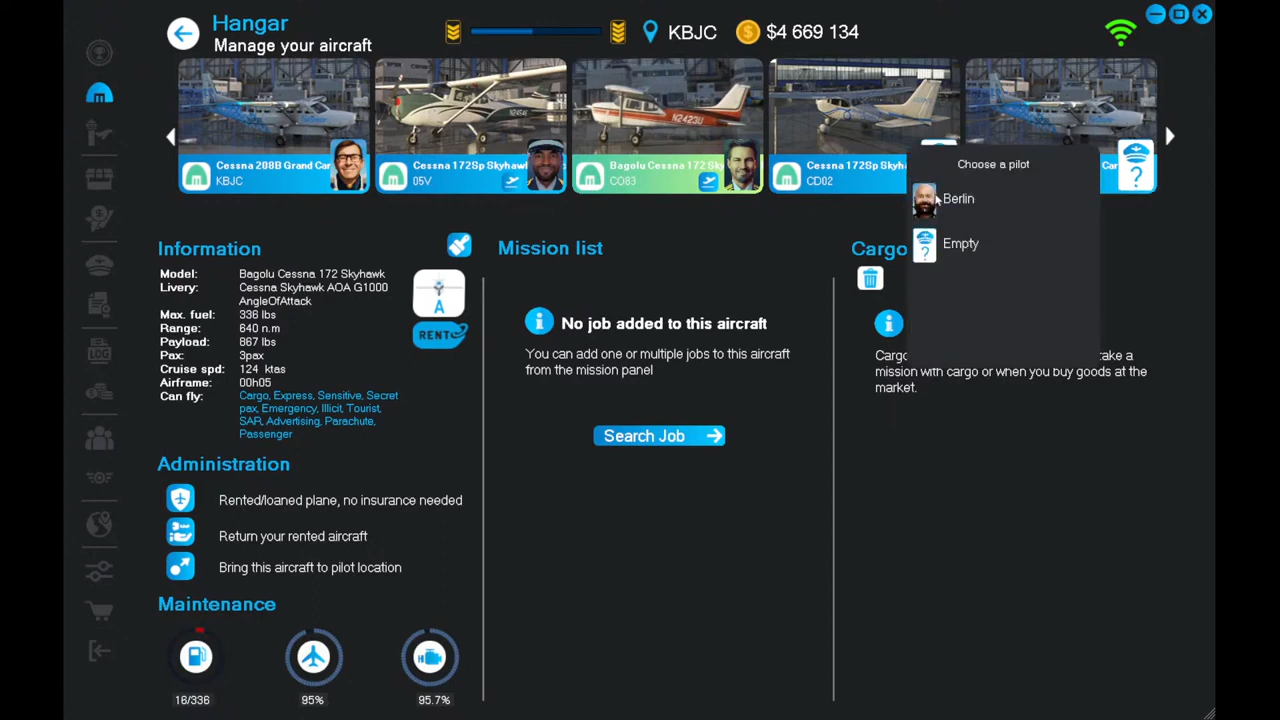 Hangar
Manage your aircraft
KBJC
$4 669 134
Cessna 208B Grand Car
KBJC
Cessna 172Sp Skyhawk
05V
Bagolu Cessna 172 Sky
CO83
Cessna 172Sp Skyhawk
CD02
Car
?
Choose a pilot
Berlin
?
Empty
Information
Model: Bagolu Cessna 172 Skyhawk
Livery: Cessna Skyhawk AOA G1000
AngleOfAttack
Max. fuel: 336 lbs
Range: 640 n.m
Payload: 867 lbs
Pax: 3pax
Cruise spd: 124 ktas
Airframe: 00h05
Can fly: Cargo, Express, Sensitive, Secret
pax, Emergency, Illicit, Tourist,
SAR, Advertising, Parachute,
Passenger
A
RENT
Administration
Rented/loaned plane, no insurance needed
Return your rented aircraft
Bring this aircraft to pilot location
Maintenance
16/336
95%
95.7%
Mission list
No job added to this aircraft
You can add one or multiple jobs to this aircraft
from the mission panel
Search Job
Cargo
Cargo take a
mission with cargo or when you buy goods at the
market.
LOG